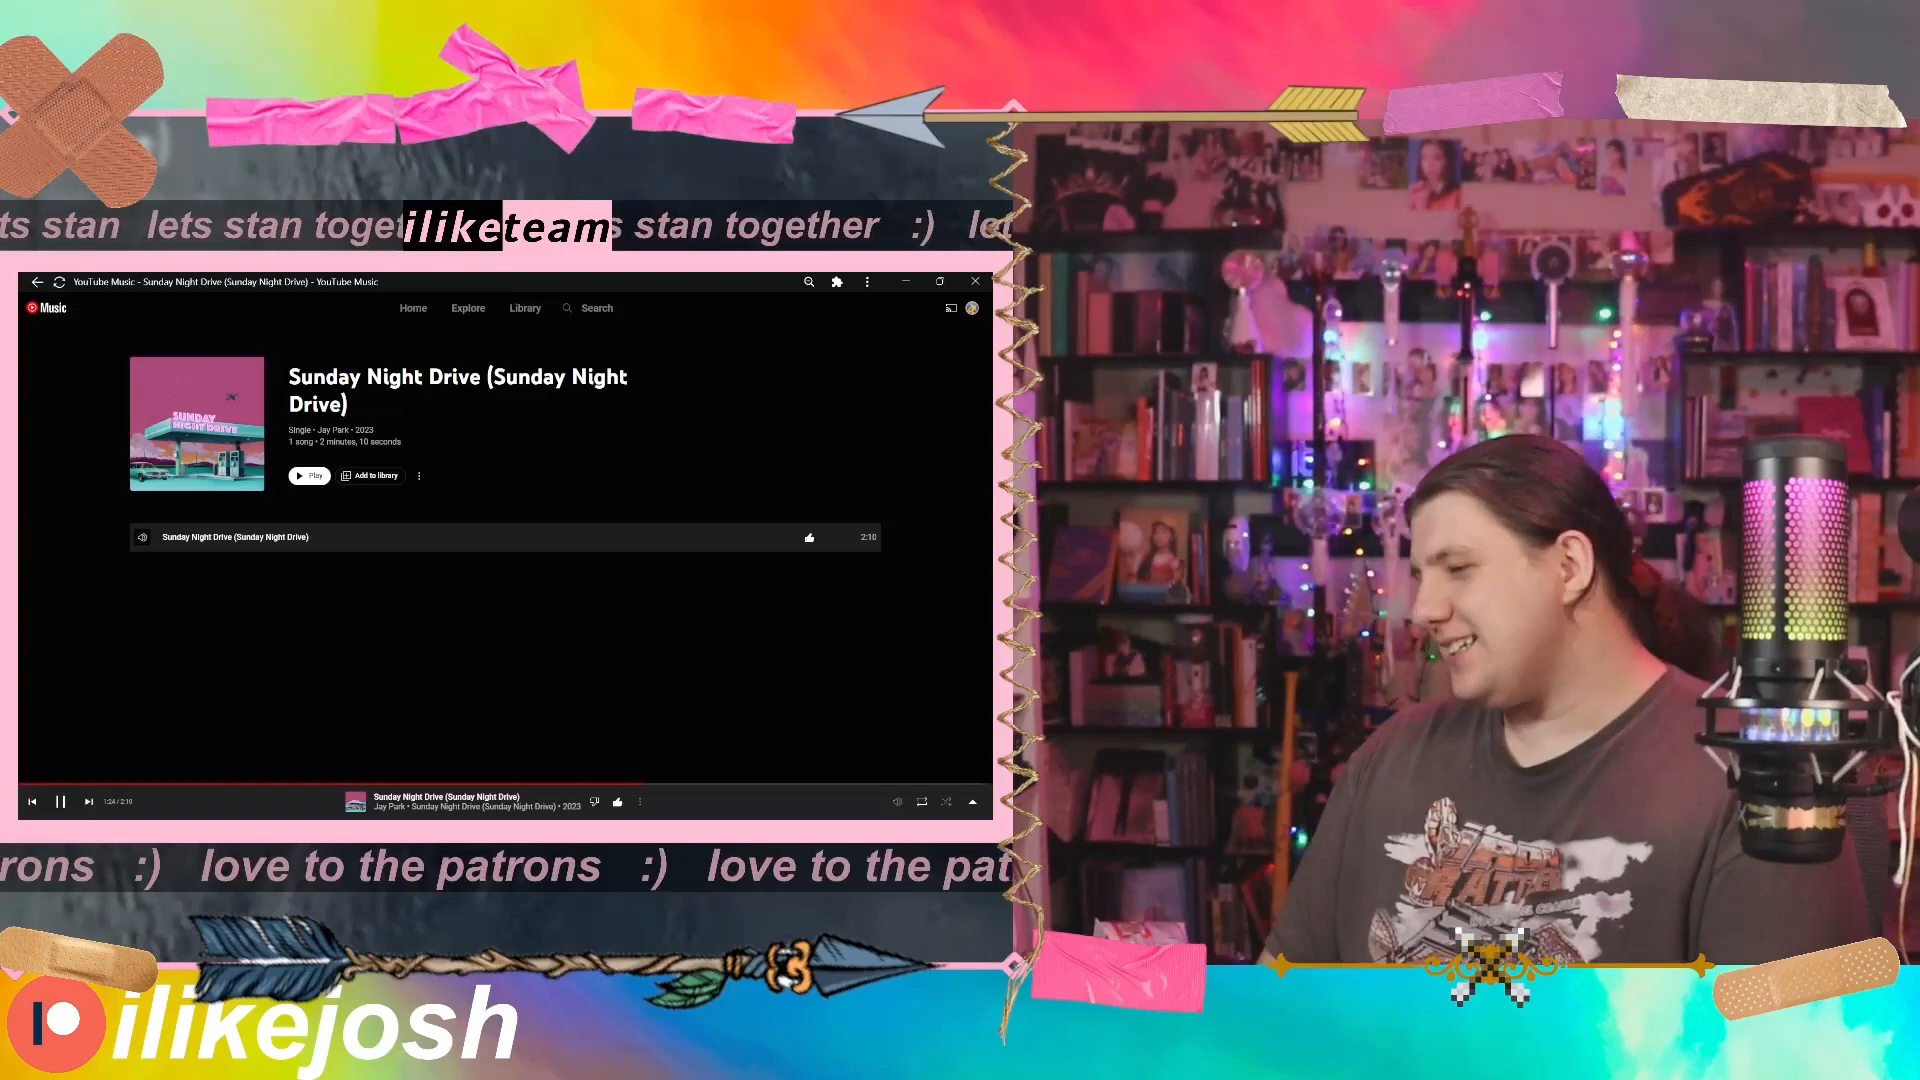 ts stan   lets stan toget
iliketeam
s stan together   :)   let
YouTube Music - Sunday Night Drive (Sunday Night Drive) - YouTube Music
Music
Home
Explore
Library
Search
SUNDAY
NIGHT DRIVE
Sunday Night Drive (Sunday Night
Drive)
Single • Jay Park • 2023
1 song • 2 minutes, 10 seconds
Play
Add to library
Sunday Night Drive (Sunday Night Drive)
2:10
1:24 / 2:10
Sunday Night Drive (Sunday Night Drive)
Jay Park • Sunday Night Drive (Sunday Night Drive) • 2023
rons   :)   love to the patrons   :)   love to the pat
ilikejosh